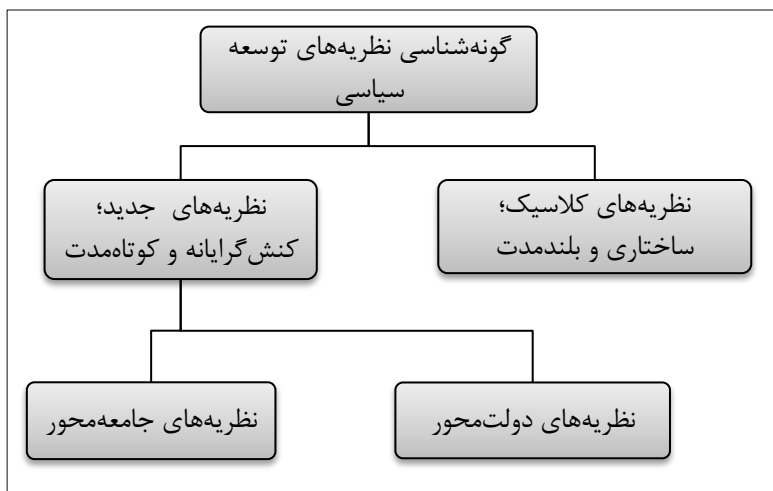 گونه‌شناسی نظریه‌های توسعه
سیاسی
نظریه‌های کلاسیک؛
ساختاری و بلندمدت
نظریه‌های جدید؛
کنش‌گرایانه و کوتاه‌مدت
نظریه‌های دولت‌محور
نظریه‌های جامعه‌محور